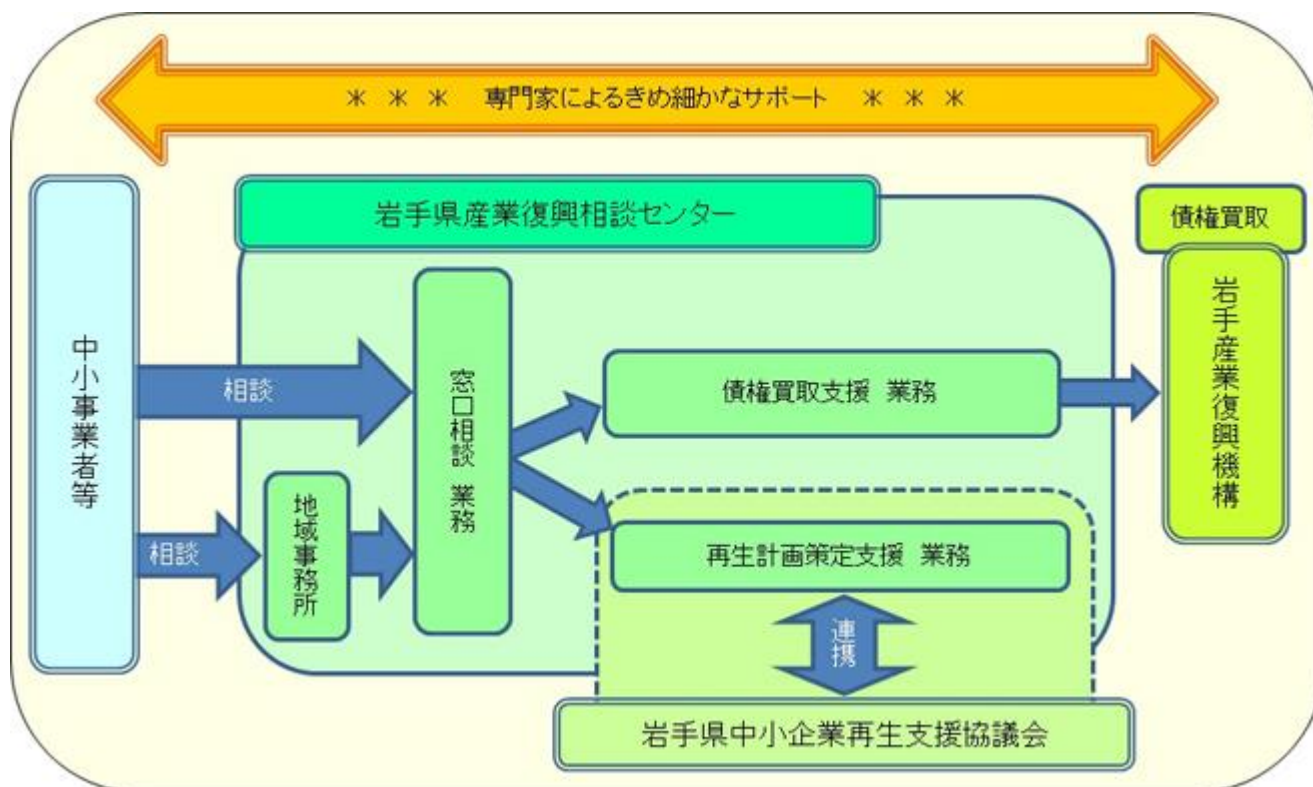 ＊ ＊ ＊ 専門家によるきめ細かなサポート ＊ ＊ ＊
岩手県産業復興相談センター
債権買取
岩手産業復興機構
中小事業者等
相談
窓口相談 業務
債権買取支援 業務
相談
地域事務所
再生計画策定支援 業務
連携
岩手県中小企業再生支援協議会